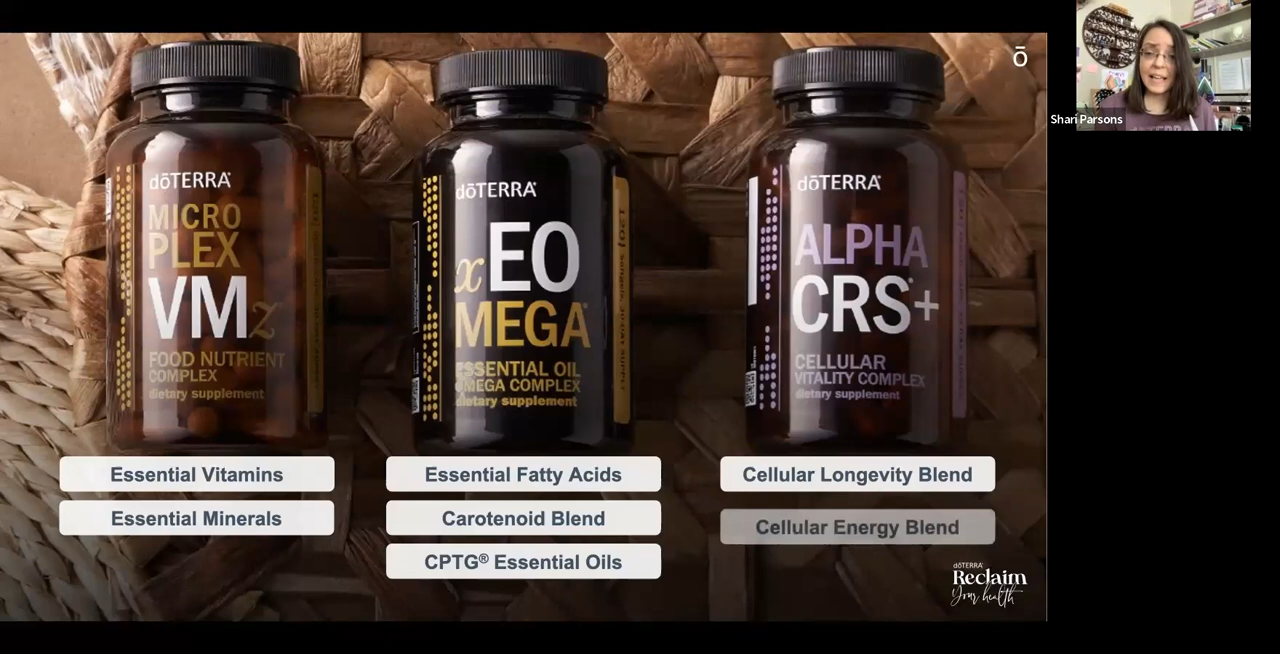 ō
Shari Parsons
dōTERRA
MICRO
PLEX
VMz
FOOD NUTRIENT
COMPLEX
dietary supplement
dōTERRA
xEO
MEGA
ESSENTIAL OIL
OMEGA COMPLEX
dietary supplement
dōTERRA
ALPHA
CRS+
CELLULAR
VITALITY COMPLEX
dietary supplement
Essential Vitamins
Essential Minerals
Essential Fatty Acids
Carotenoid Blend
CPTG® Essential Oils
Cellular Longevity Blend
Cellular Energy Blend
dōTERRA
Reclaim
Your health